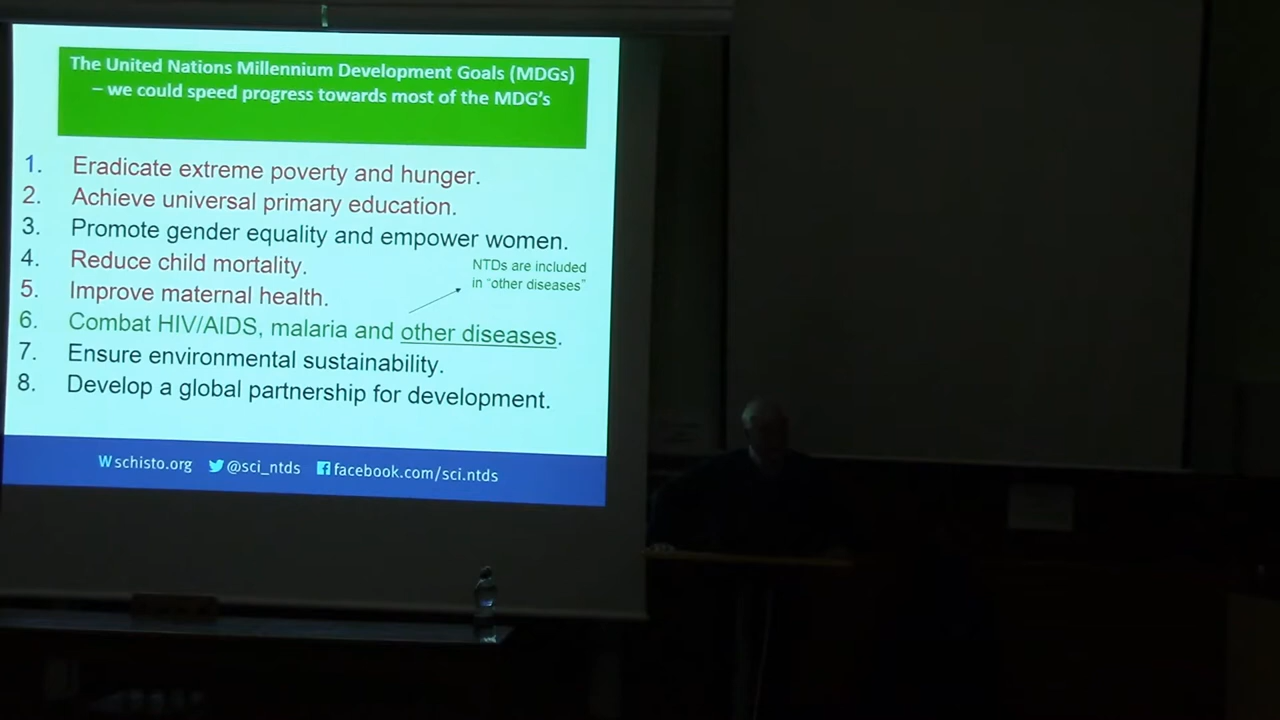 The United Nations Millennium Development Goals (MDGs)
– we could speed progress towards most of the MDG's
1. Eradicate extreme poverty and hunger.
2. Achieve universal primary education.
3. Promote gender equality and empower women.
4. Reduce child mortality.
NTDs are included
in "other diseases"
5. Improve maternal health.
6. Combat HIV/AIDS, malaria and other diseases.
7. Ensure environmental sustainability.
8. Develop a global partnership for development.
W schisto.org @sci_ntds facebook.com/sci.ntds